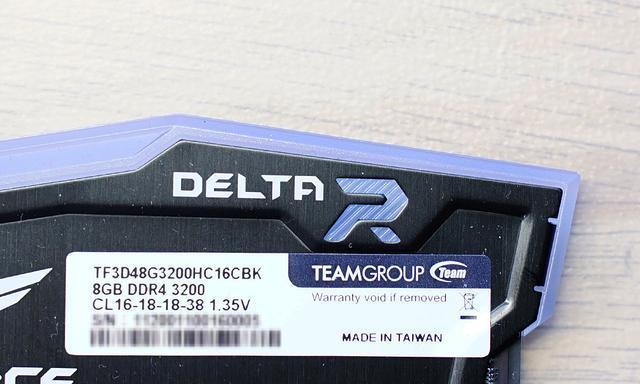 DELTA R
TF3D48G3200HC16CBK
8GB DDR4 3200
CL16-18-18-38 1.35V
S/N :
TEAMGROUP Team
Warranty void if removed
MADE IN TAIWAN